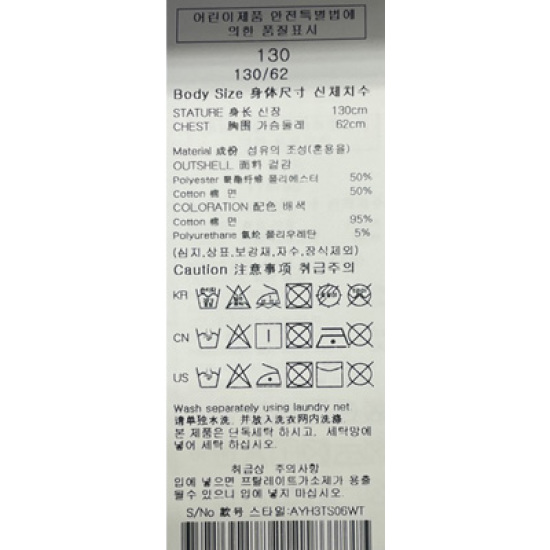 어린이제품 안전특별법에
의한 품질표시
130
130/62
Body Size 身体尺寸 신체치수
STATURE 身长 신장 130cm
CHEST 胸围 가슴둘레 62cm
Material 成份 섬유의 조성(혼용율)
OUTSHELL 面料 겉감
Polyester 聚酯纤维 폴리에스터 50%
Cotton 棉 면 50%
COLORATION 配色 배색
Cotton 棉 면 95%
Polyurethane 氨纶 폴리우레탄 5%
(심지,상표,보강재,자수,장식제외)
Caution 注意事项 취급주의
KR
CN
US
Wash separately using laundry net
请单独水洗, 并放入洗衣网内洗涤
본 제품은 단독세탁 하시고, 세탁망에
넣어 세탁 하십시오.
취급상 주의사항
입에 넣으면 프탈레이트가소제가 용출
될수 있으니 입에 넣지 마십시오.
S/No 款号 스타일:AYH3TS06WT